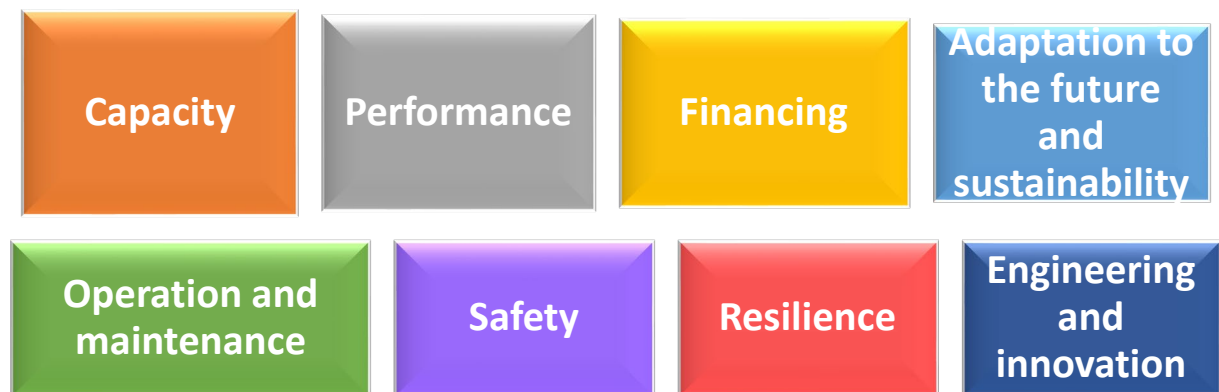 Capacity
Performance
Financing
Adaptation to
the future
and
sustainability
Operation and
maintenance
Safety
Resilience
Engineering
and
innovation